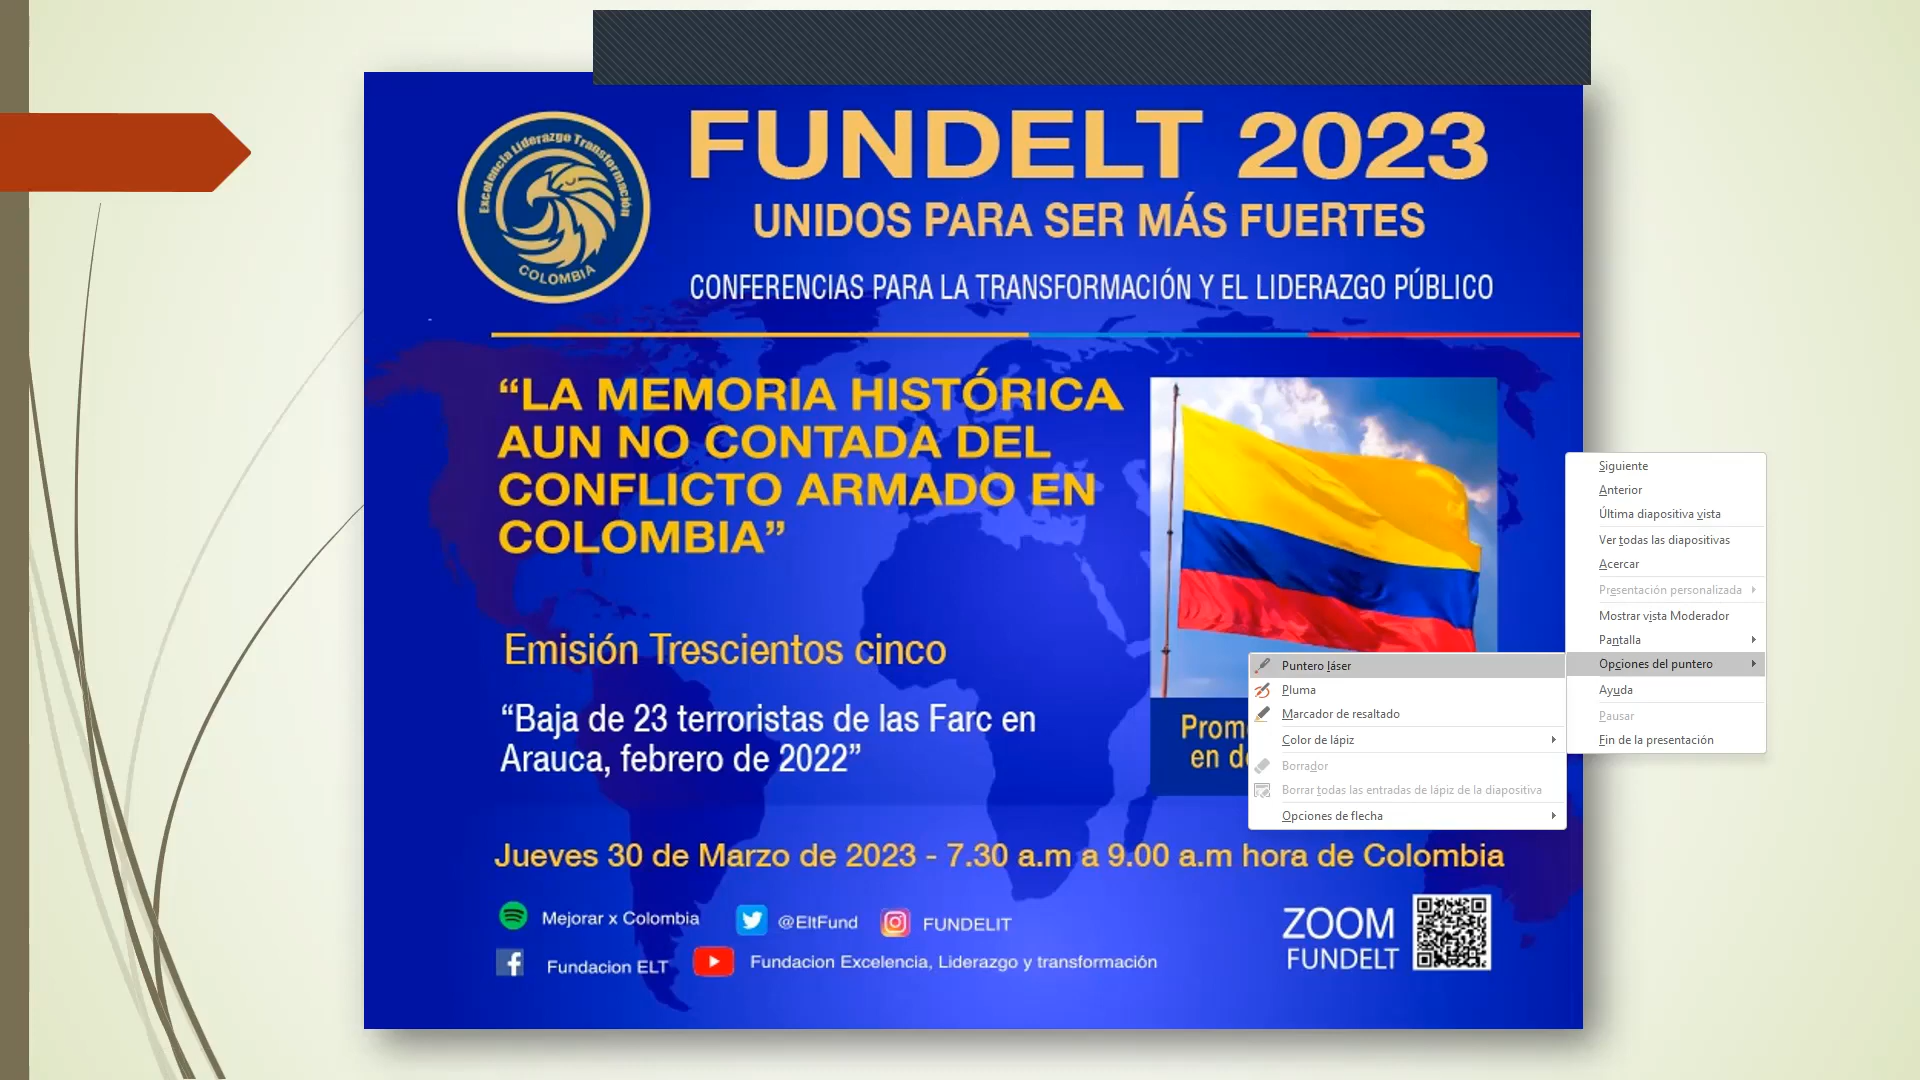 Excelencia Liderazgo Transformación
COLOMBIA
FUNDELT 2023
UNIDOS PARA SER MÁS FUERTES
CONFERENCIAS PARA LA TRANSFORMACIÓN Y EL LIDERAZGO PÚBLICO
“LA MEMORIA HISTÓRICA
AUN NO CONTADA DEL
CONFLICTO ARMADO EN
COLOMBIA”
Emisión Trescientos cinco
“Baja de 23 terroristas de las Farc en
Arauca, febrero de 2022”
en
Siguiente
Anterior
Última diapositiva vista
Ver todas las diapositivas
Acercar
Presentación personalizada
Mostrar vista Moderador
Pantalla
Opciones del puntero
Ayuda
Pausar
Fin de la presentación
Puntero láser
Pluma
Marcador de resaltado
Color de lápiz
Borrador
Borrar todas las entradas de lápiz de la diapositiva
Opciones de flecha
Jueves 30 de Marzo de 2023 - 7.30 a.m a 9.00 a.m hora de Colombia
Mejorar x Colombia
@EltFund
FUNDELIT
Fundacion ELT
Fundacion Excelencia, Liderazgo y transformación
ZOOM
FUNDELT